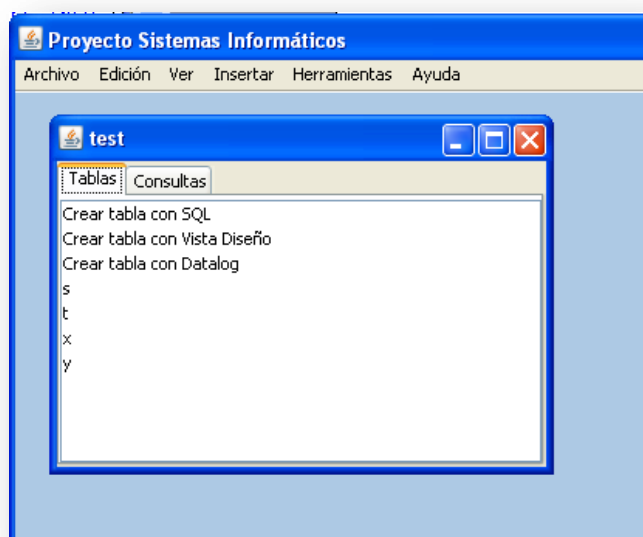 Proyecto Sistemas Informáticos
Archivo Edición Ver Insertar Herramientas Ayuda
test
Tablas Consultas
Crear tabla con SQL
Crear tabla con Vista Diseño
Crear tabla con Datalog
s
t
x
y